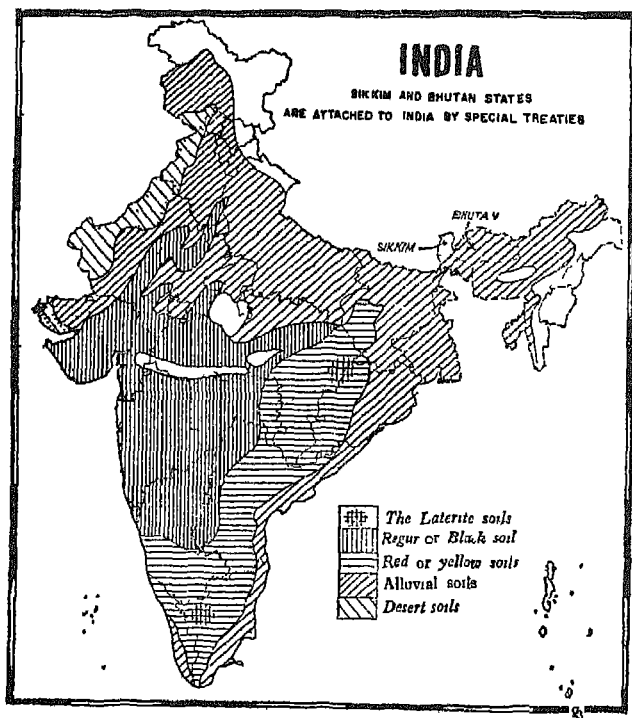 INDIA
SIKKIM AND BHUTAN STATES
ARE ATTACHED TO INDIA BY SPECIAL TREATIES
BHUTAN
SIKKIM
The Laterite soils
Regur or Black soil
Red or yellow soils
Alluvial soils
Desert soils